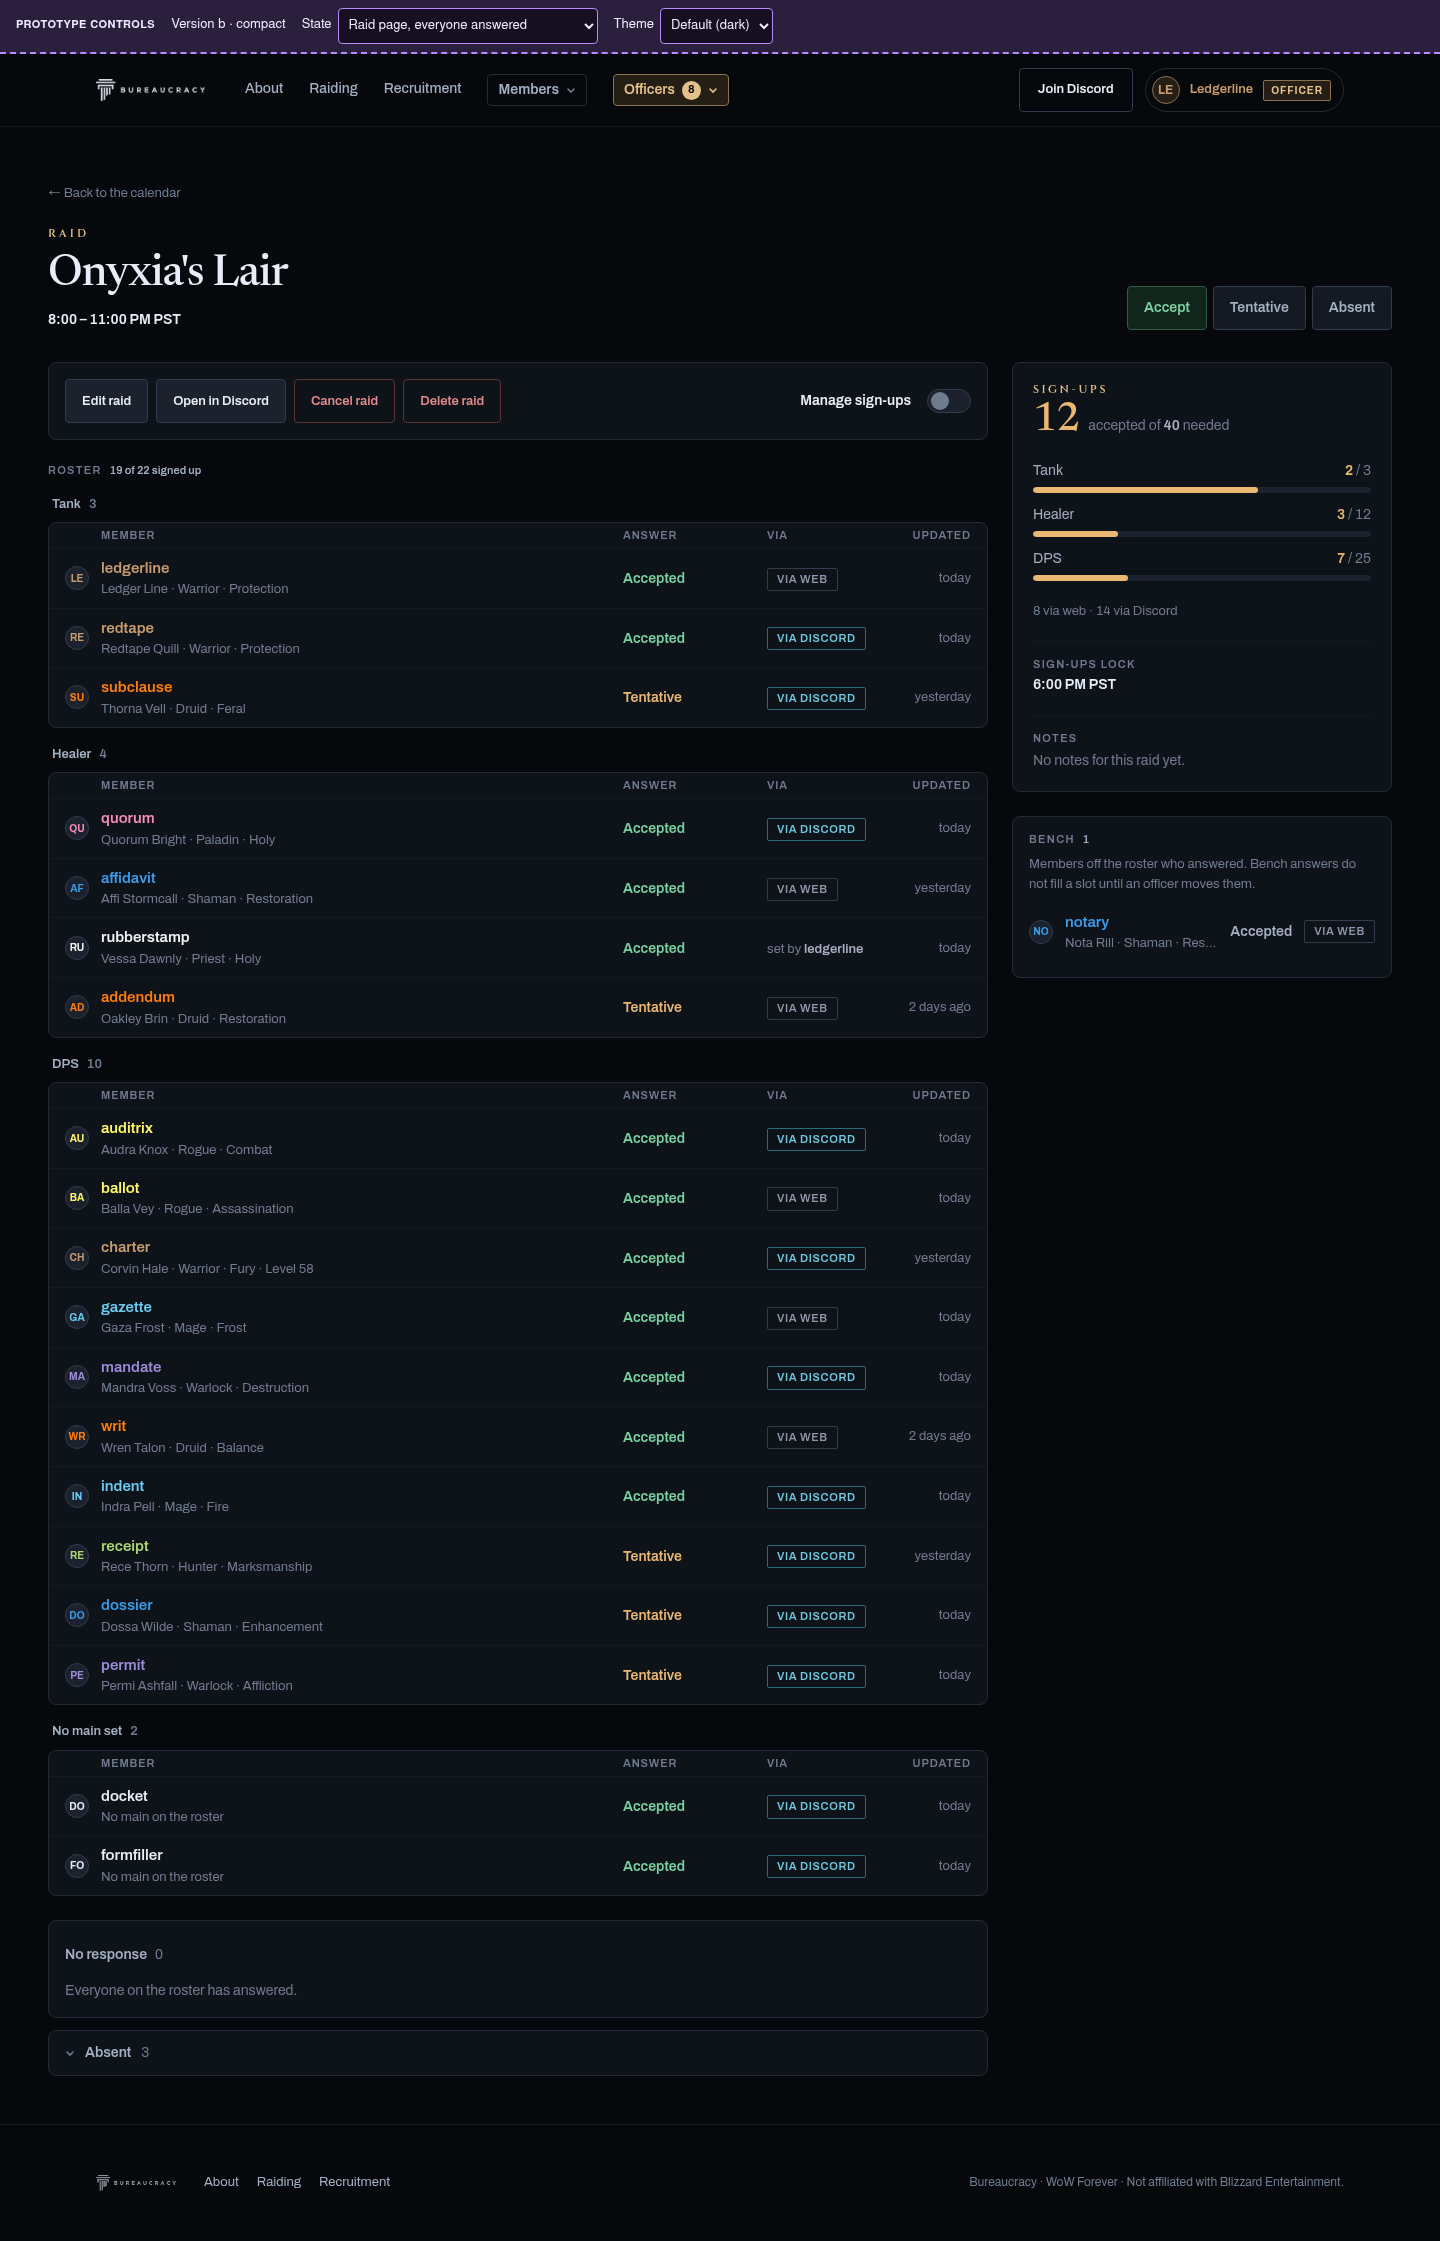 PROTOTYPE CONTROLS Version b · compact State Raid page, everyone answered Theme Default (dark)
BUREAUCRACY About Raiding Recruitment Members Officers 8 Join Discord LE Ledgerline OFFICER
← Back to the calendar
RAID
Onyxia's Lair
8:00 – 11:00 PM PST
Accept Tentative Absent
Edit raid Open in Discord Cancel raid Delete raid Manage sign-ups
ROSTER 19 of 22 signed up
Tank 3
MEMBER ANSWER VIA UPDATED
LE ledgerline Accepted VIA WEB today
Ledger Line · Warrior · Protection
RE redtape Accepted VIA DISCORD today
Redtape Quill · Warrior · Protection
SU subclause Tentative VIA DISCORD yesterday
Thorna Vell · Druid · Feral
Healer 4
MEMBER ANSWER VIA UPDATED
QU quorum Accepted VIA DISCORD today
Quorum Bright · Paladin · Holy
AF affidavit Accepted VIA WEB yesterday
Affi Stormcall · Shaman · Restoration
RU rubberstamp Accepted set by ledgerline today
Vessa Dawnly · Priest · Holy
AD addendum Tentative VIA WEB 2 days ago
Oakley Brin · Druid · Restoration
DPS 10
MEMBER ANSWER VIA UPDATED
AU auditrix Accepted VIA DISCORD today
Audra Knox · Rogue · Combat
BA ballot Accepted VIA WEB today
Balla Vey · Rogue · Assassination
CH charter Accepted VIA DISCORD yesterday
Corvin Hale · Warrior · Fury · Level 58
GA gazette Accepted VIA WEB today
Gaza Frost · Mage · Frost
MA mandate Accepted VIA DISCORD today
Mandra Voss · Warlock · Destruction
WR writ Accepted VIA WEB 2 days ago
Wren Talon · Druid · Balance
IN indent Accepted VIA DISCORD today
Indra Pell · Mage · Fire
RE receipt Tentative VIA DISCORD yesterday
Rece Thorn · Hunter · Marksmanship
DO dossier Tentative VIA DISCORD today
Dossa Wilde · Shaman · Enhancement
PE permit Tentative VIA DISCORD today
Permi Ashfall · Warlock · Affliction
No main set 2
MEMBER ANSWER VIA UPDATED
DO docket Accepted VIA DISCORD today
No main on the roster
FO formfiller Accepted VIA DISCORD today
No main on the roster
No response 0
Everyone on the roster has answered.
Absent 3
SIGN-UPS
12 accepted of 40 needed
Tank 2 / 3
Healer 3 / 12
DPS 7 / 25
8 via web · 14 via Discord
SIGN-UPS LOCK
6:00 PM PST
NOTES
No notes for this raid yet.
BENCH 1
Members off the roster who answered. Bench answers do
not fill a slot until an officer moves them.
NO notary Accepted VIA WEB
Nota Rill · Shaman · Res...
BUREAUCRACY About Raiding Recruitment Bureaucracy · WoW Forever · Not affiliated with Blizzard Entertainment.